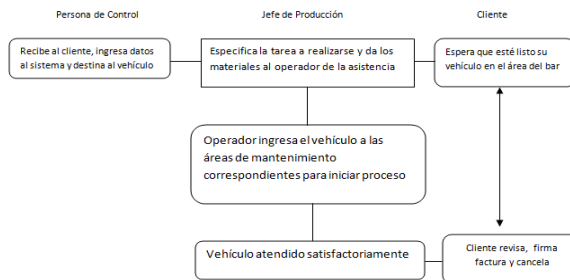 Persona de Control
Jefe de Producción
Cliente
Recibe al cliente, ingresa datos
al sistema y destina al vehículo
Especifica la tarea a realizarse y da los
materiales al operador de la asistencia
Espera que esté listo su
vehículo en el área del bar
Operador ingresa el vehículo a las
áreas de mantenimiento
correspondientes para iniciar proceso
Vehículo atendido satisfactoriamente
Cliente revisa, firma
factura y cancela